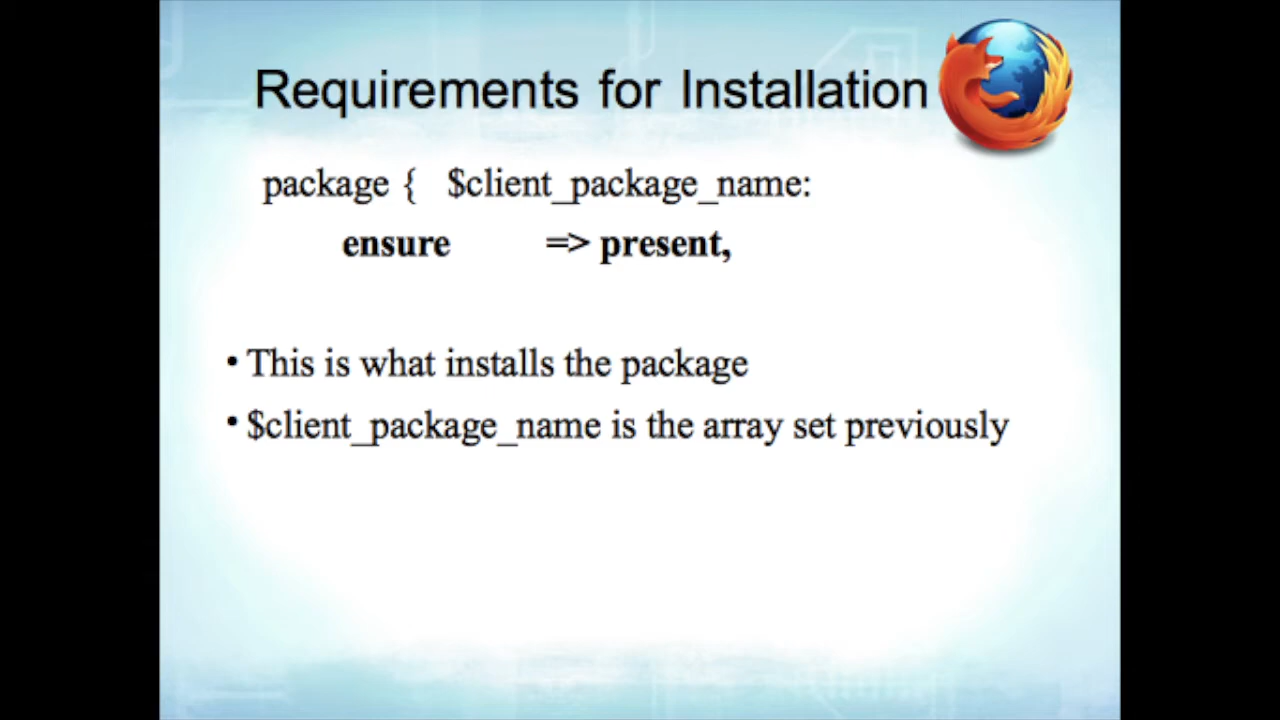 Requirements for Installation
package { $client_package_name:
ensure => present,
• This is what installs the package
• $client_package_name is the array set previously